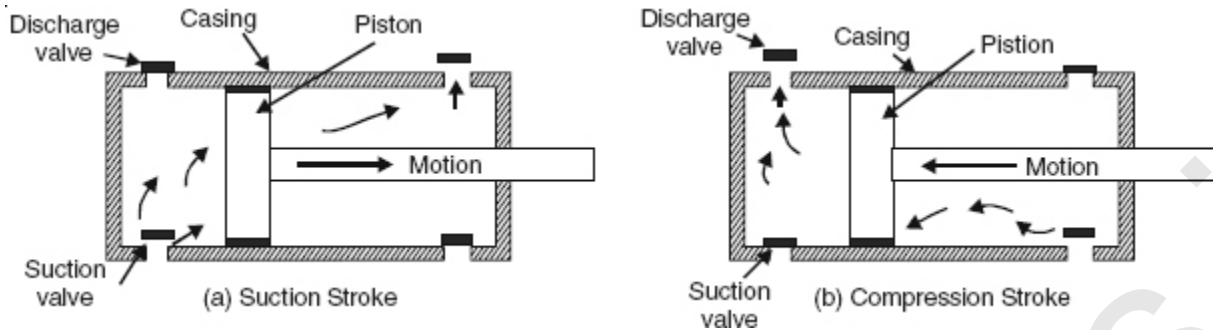 Discharge
valve
Casing
Piston
Motion
Suction
valve
(a) Suction Stroke
Discharge
valve
Casing
Pistion
Motion
Suction
valve
(b) Compression Stroke